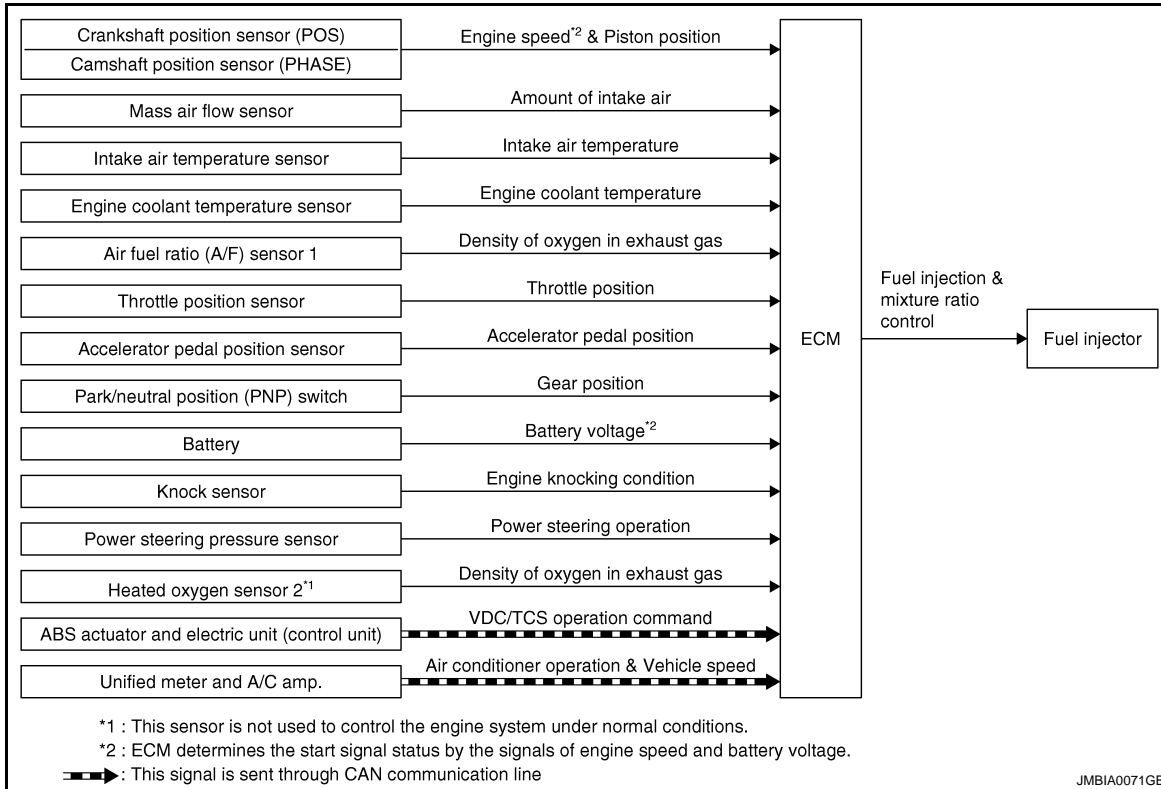 Crankshaft position sensor (POS)
Camshaft position sensor (PHASE)
Engine speed*2 & Piston position
Mass air flow sensor
Amount of intake air
Intake air temperature sensor
Intake air temperature
Engine coolant temperature sensor
Engine coolant temperature
Air fuel ratio (A/F) sensor 1
Density of oxygen in exhaust gas
Throttle position sensor
Throttle position
Accelerator pedal position sensor
Accelerator pedal position
Park/neutral position (PNP) switch
Gear position
Battery
Battery voltage*2
Knock sensor
Engine knocking condition
Power steering pressure sensor
Power steering operation
Heated oxygen sensor 2*1
Density of oxygen in exhaust gas
ABS actuator and electric unit (control unit)
VDC/TCS operation command
Unified meter and A/C amp.
Air conditioner operation & Vehicle speed
ECM
Fuel injection &
mixture ratio
control
Fuel injector
*1 : This sensor is not used to control the engine system under normal conditions.
*2 : ECM determines the start signal status by the signals of engine speed and battery voltage.
: This signal is sent through CAN communication line